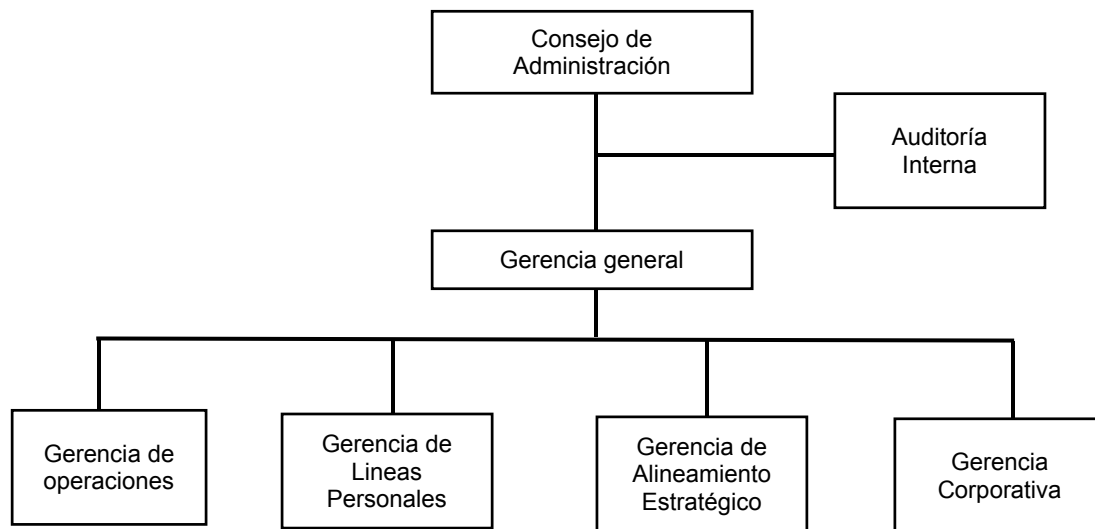 Consejo de
Administración
Auditoría
Interna
Gerencia general
Gerencia de
operaciones
Gerencia de
Lineas
Personales
Gerencia de
Alineamiento
Estratégico
Gerencia
Corporativa